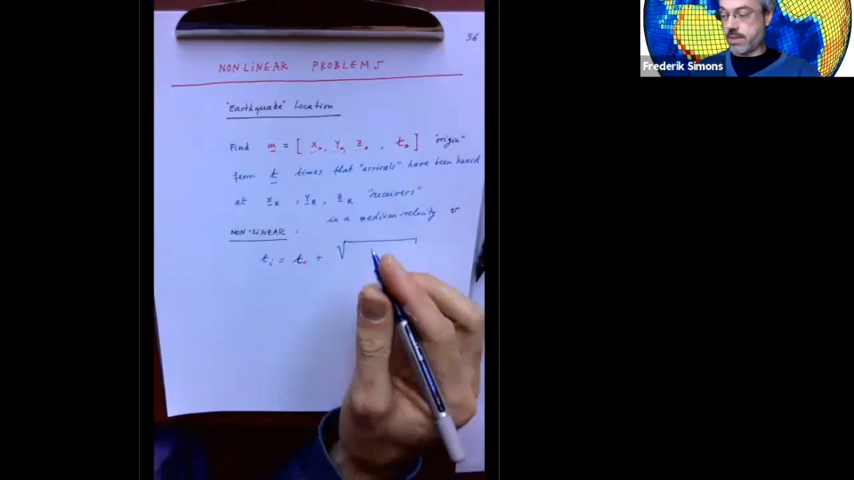 36
NONLINEAR PROBLEMS
"Earthquake" Location
Find m = [ x₀, y₀, z₀, t₀ ] "origin"
from t times that "arrivals" have been heard
at x_R, y_R, z_R "receivers"
in a medium velocity v
NON-LINEAR :
t_i = t₀ + √
Frederik Simons